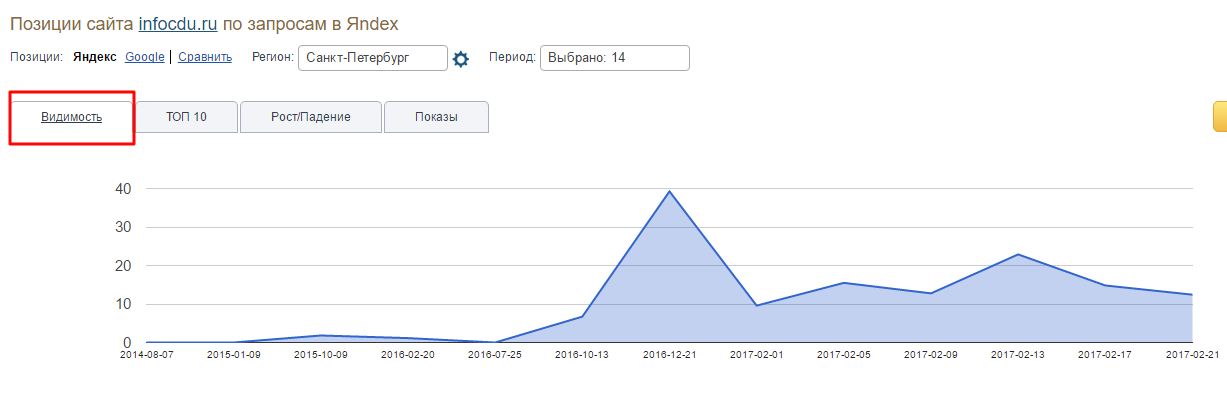 Позиции сайта infocdu.ru по запросам в Яndex
Позиции: Яндекс Google Сравнить Регион: Санкт-Петербург Период: Выбрано: 14
Видимость ТОП 10 Рост/Падение Показы
40
30
20
10
0
2014-08-07 2015-01-09 2015-10-09 2016-02-20 2016-07-25 2016-10-13 2016-12-21 2017-02-01 2017-02-05 2017-02-09 2017-02-13 2017-02-17 2017-02-21